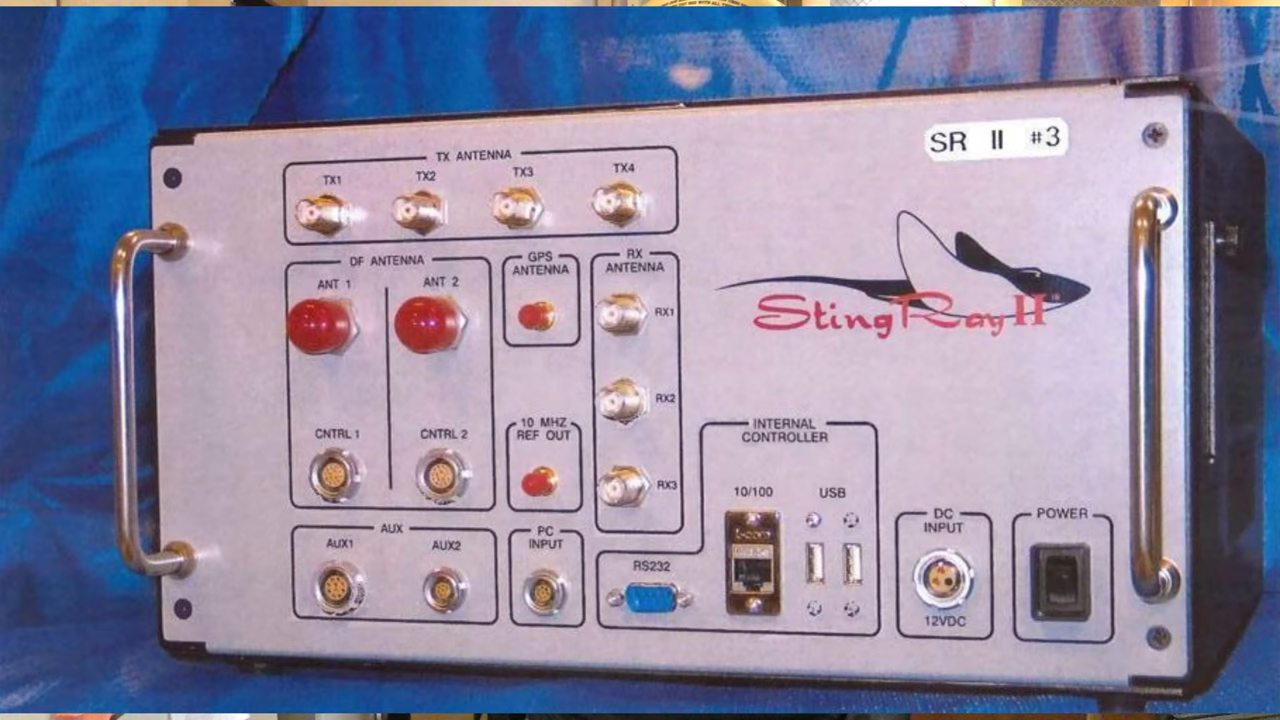 SR II #3
TX ANTENNA
TX1 TX2 TX3 TX4
DF ANTENNA
ANT 1 ANT 2
CNTRL 1 CNTRL 2
GPS
ANTENNA
10 MHZ
REF OUT
RX
ANTENNA
RX1
RX2
RX3
StingRay II
AUX
AUX1 AUX2
PC
INPUT
INTERNAL
CONTROLLER
RS232
10/100
USB
DC
INPUT
12VDC
POWER